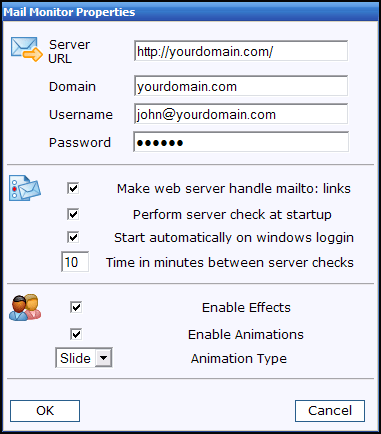 Mail Monitor Properties
Server URL http://yourdomain.com/
Domain yourdomain.com
Username john@yourdomain.com
Password ●●●●●●
Make web server handle mailto: links
Perform server check at startup
Start automatically on windows loggin
10 Time in minutes between server checks
Enable Effects
Enable Animations
Slide Animation Type
OK Cancel